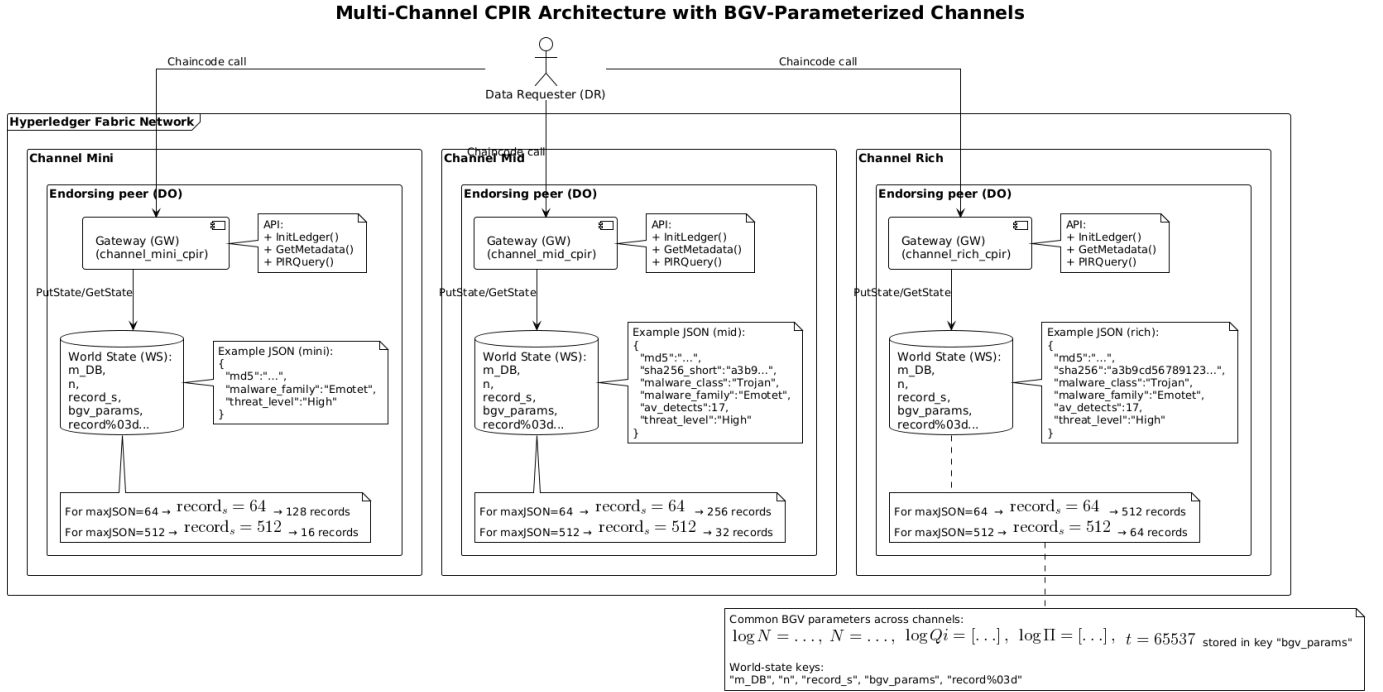 Multi-Channel CPIR Architecture with BGV-Parameterized Channels
Data Requester (DR)
Chaincode call
Chaincode call
Chaincode call
Hyperledger Fabric Network
Channel Mini
Endorsing peer (DO)
Gateway (GW)
(channel_mini_cpir)
API:
+ InitLedger()
+ GetMetadata()
+ PIRQuery()
PutState/GetState
World State (WS):
m_DB,
n,
record_s,
bgv_params,
record%03d...
Example JSON (mini):
{
"md5":"...",
"malware_family":"Emotet",
"threat_level":"High"
}
For maxJSON=64 → recordₛ = 64 → 128 records
For maxJSON=512 → recordₛ = 512 → 16 records
Channel Mid
Endorsing peer (DO)
Gateway (GW)
(channel_mid_cpir)
API:
+ InitLedger()
+ GetMetadata()
+ PIRQuery()
PutState/GetState
World State (WS):
m_DB,
n,
record_s,
bgv_params,
record%03d...
Example JSON (mid):
{
"md5":"...",
"sha256_short":"a3b9...",
"malware_class":"Trojan",
"malware_family":"Emotet",
"av_detects":17,
"threat_level":"High"
}
For maxJSON=64 → recordₛ = 64 → 256 records
For maxJSON=512 → recordₛ = 512 → 32 records
Channel Rich
Endorsing peer (DO)
Gateway (GW)
(channel_rich_cpir)
API:
+ InitLedger()
+ GetMetadata()
+ PIRQuery()
PutState/GetState
World State (WS):
m_DB,
n,
record_s,
bgv_params,
record%03d...
Example JSON (rich):
{
"md5":"...",
"sha256":"a3b9cd56789123...",
"malware_class":"Trojan",
"malware_family":"Emotet",
"av_detects":17,
"threat_level":"High"
}
For maxJSON=64 → recordₛ = 64 → 512 records
For maxJSON=512 → recordₛ = 512 → 64 records
Common BGV parameters across channels:
log N = . . . , N = . . . , log Qi = [. . .] , log Π = [. . .] , t = 65537 stored in key "bgv_params"
World-state keys:
"m_DB", "n", "record_s", "bgv_params", "record%03d"